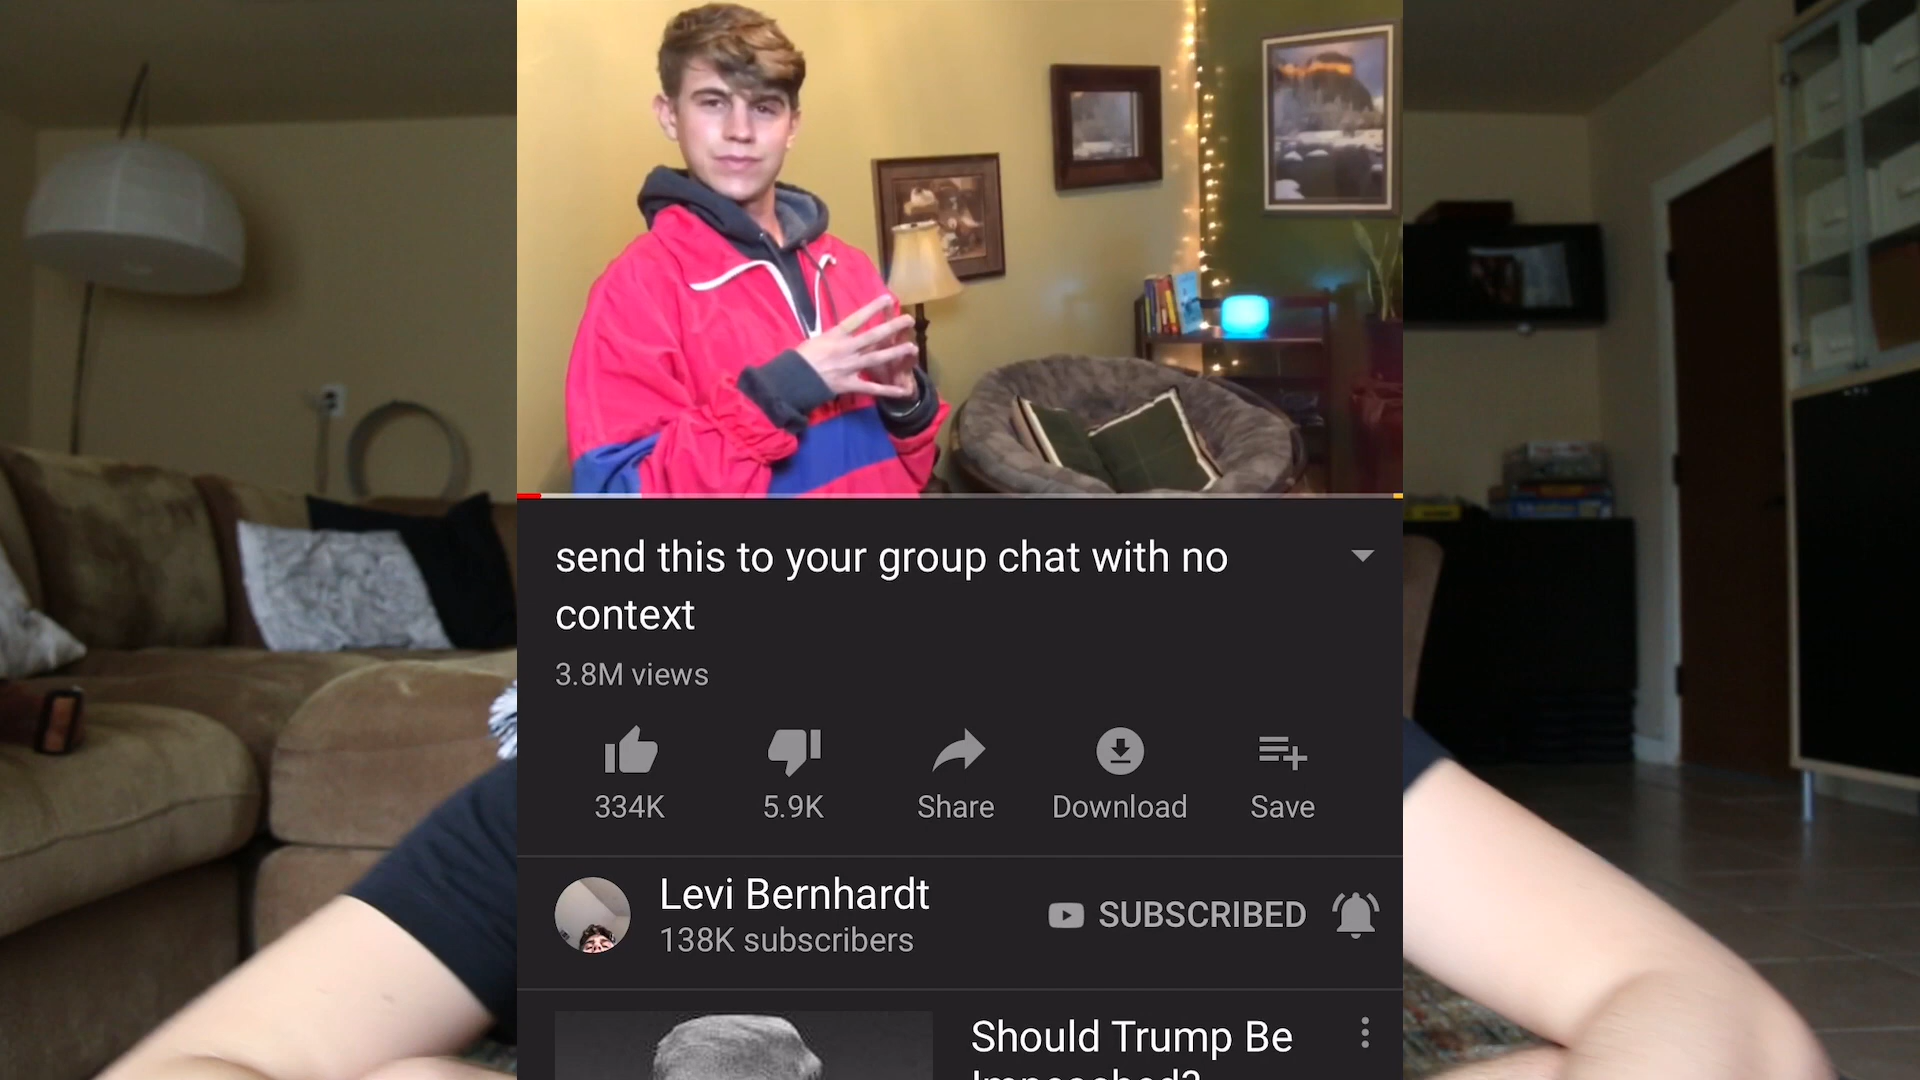 send this to your group chat with no
context
3.8M views
334K
5.9K
Share
Download
Save
Levi Bernhardt
138K subscribers
SUBSCRIBED
Should Trump Be
Impeached?